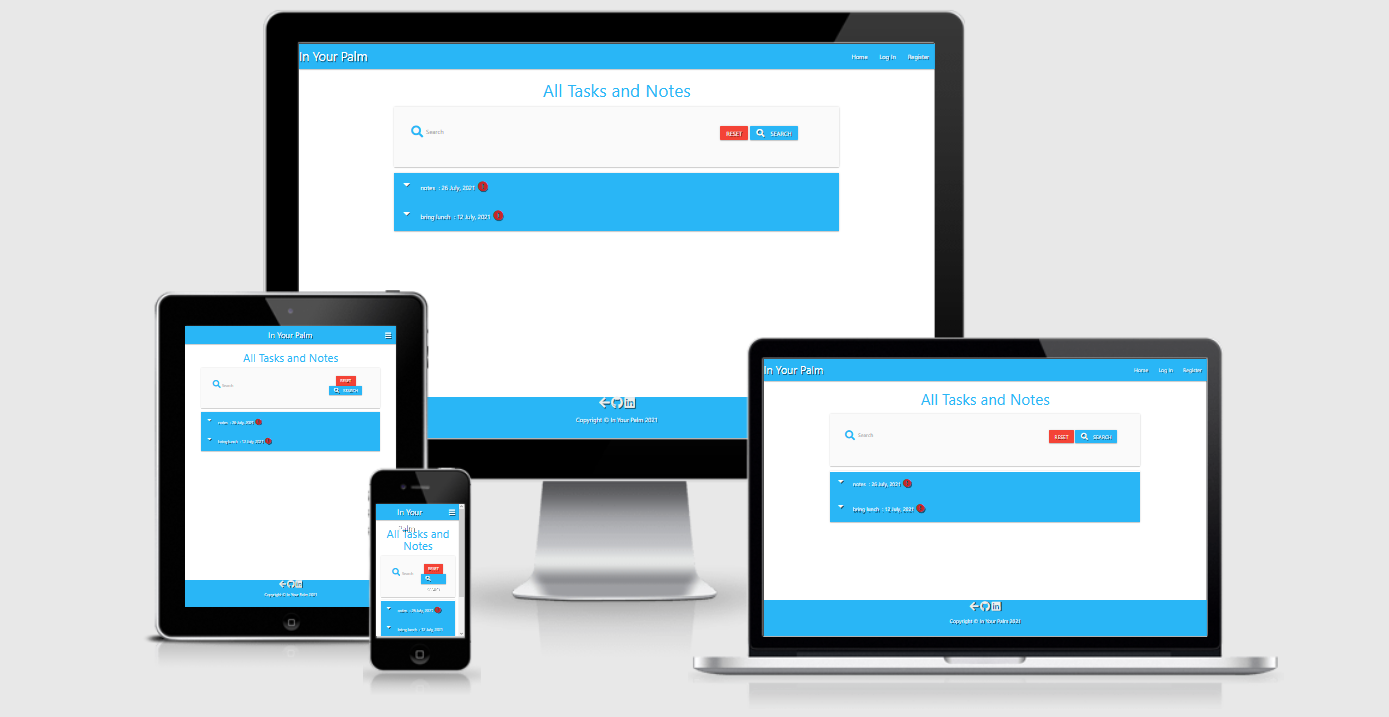 In Your Palm
Home Log In Register
All Tasks and Notes
Search
RESET SEARCH
notes : 26 July, 2021
bring lunch : 12 July, 2021
Copyright © In Your Palm 2021
In Your Palm
All Tasks and Notes
Search
RESET
SEARCH
notes : 26 July, 2021
bring lunch : 12 July, 2021
Copyright © In Your Palm 2021
In Your
Palm
All Tasks and
Notes
Search
RESET
notes : 26 July, 2021
bring lunch : 12 July, 2021
In Your Palm
Home Log In Register
All Tasks and Notes
Search
RESET SEARCH
notes : 26 July, 2021
bring lunch : 12 July, 2021
Copyright © In Your Palm 2021